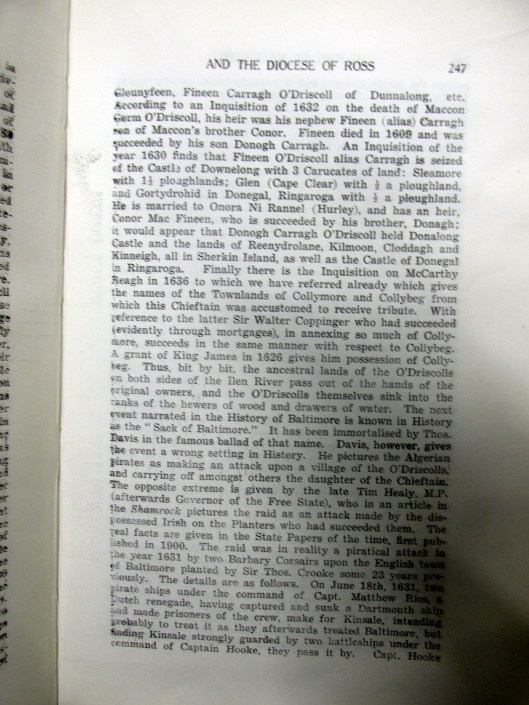 AND THE DIOCESE OF ROSS 247
Glounyfeen, Fineen Carragh O'Driscoll of Dunnalong, etc.
According to an Inquisition of 1632 on the death of Maccon
Germ O'Driscoll, his heir was his nephew Fineen (alias) Carragh
son of Maccon's brother Conor. Fineen died in 1609 and was
succeeded by his son Donogh Carragh. An Inquisition of the
year 1630 finds that Fineen O'Driscoll alias Carragh is seized
of the Castle of Downelong with 3 Carucates of land: Sleamore
with 1½ ploaghlands; Glen (Cape Clear) with ½ a ploughland,
and Gortydrohid in Donegal, Ringaroga with ½ a pleughland.
He is married to Onora Ni Rannel (Hurley), and has an heir,
Conor Mac Fineen, who is succeeded by his brother, Donagh;
it would appear that Donogh Carragh O'Driscoll held Donalong
Castle and the lands of Reenydrolane, Kilmoon, Cloddagh and
Kinneigh, all in Sherkin Island, as well as the Castle of Donegal
in Ringaroga. Finally there is the Inquisition on McCarthy
Reagh in 1636 to which we have referred already which gives
the names of the Townlands of Collymore and Collybeg from
which this Chieftain was accustomed to receive tribute. With
reference to the latter Sir Walter Coppinger who had succeeded
(evidently through mortgages), in annexing so much of Colly-
more, succeeds in the same manner with respect to Collybeg.
A grant of King James in 1626 gives him possession of Colly-
beg. Thus, bit by bit, the ancestral lands of the O'Driscolls
on both sides of the Ilen River pass out of the hands of the
original owners, and the O'Driscolls themselves sink into the
ranks of the hewers of wood and drawers of water. The next
event narrated in the History of Baltimore is known in History
as the "Sack of Baltimore." It has been immortalised by Thos.
Davis in the famous ballad of that name. Davis, however, gives
the event a wrong setting in History. He pictures the Algerian
pirates as making an attack upon a village of the O'Driscolls,
and carrying off amongst others the daughter of the Chieftain.
The opposite extreme is given by the late Tim Healy, M.P.
(afterwards Governor of the Free State), who in an article in
the Shamrock pictures the raid as an attack made by the dis-
possessed Irish on the Planters who had succeeded them. The
real facts are given in the State Papers of the time, first pub-
lished in 1900. The raid was in reality a piratical attack in
the year 1631 by two Barbary Corsairs upon the English town
of Baltimore planted by Sir Thos. Crooke some 23 years pre-
viously. The details are as follows. On June 18th, 1631, two
pirate ships under the command of Capt. Matthew Rice, a
Dutch renegade, having captured and sunk a Dartmouth ship
and made prisoners of the crew, make for Kinsale, intending
probably to treat it as they afterwards treated Baltimore, but
finding Kinsale strongly guarded by two battleships under the
command of Captain Hooke, they pass it by. Capt. Hooke